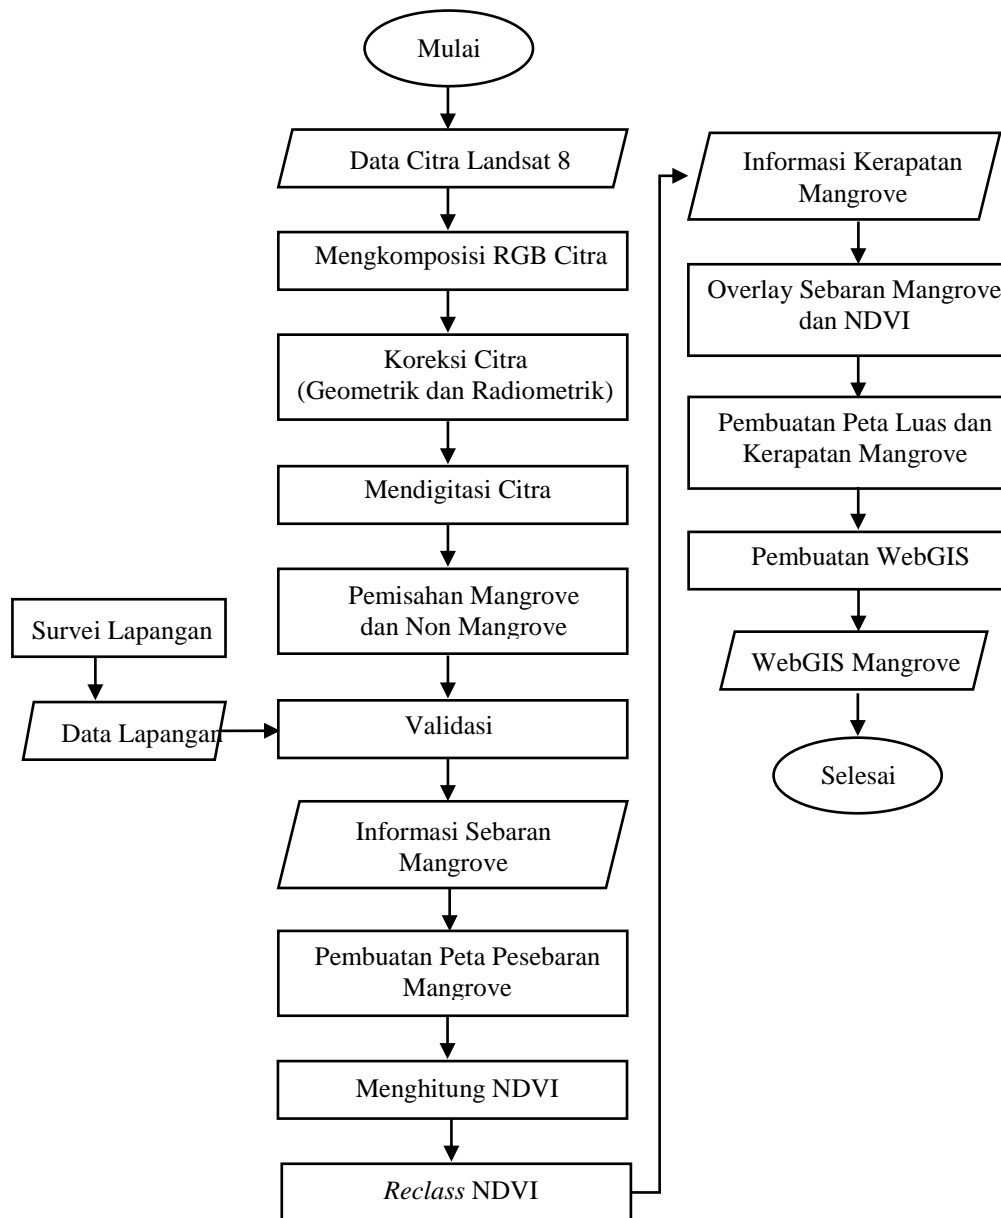 Mulai
Data Citra Landsat 8
Mengkomposisi RGB Citra
Koreksi Citra
(Geometrik dan Radiometrik)
Mendigitasi Citra
Pemisahan Mangrove
dan Non Mangrove
Survei Lapangan
Data Lapangan
Validasi
Informasi Sebaran
Mangrove
Pembuatan Peta Pesebaran
Mangrove
Menghitung NDVI
Reclass NDVI
Informasi Kerapatan
Mangrove
Overlay Sebaran Mangrove
dan NDVI
Pembuatan Peta Luas dan
Kerapatan Mangrove
Pembuatan WebGIS
WebGIS Mangrove
Selesai